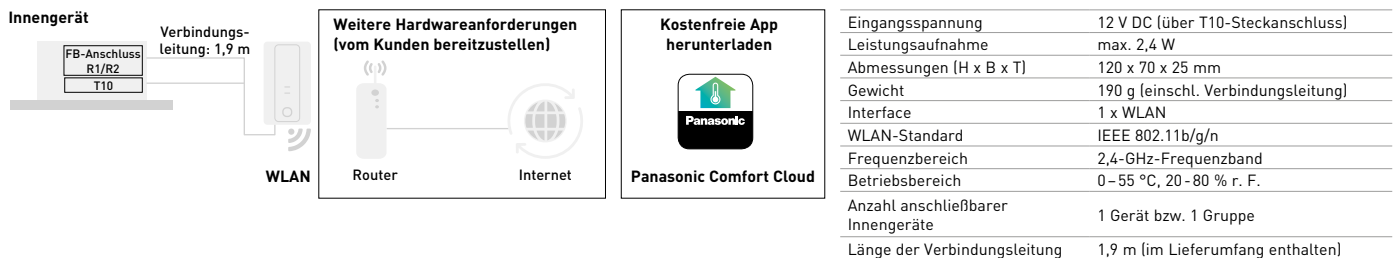 Innengerät
Verbindungs-
leitung: 1,9 m
FB-Anschluss
R1/R2
T10
WLAN
Weitere Hardwareanforderungen
(vom Kunden bereitzustellen)
Router
Internet
Kostenfreie App
herunterladen
Panasonic
Panasonic Comfort Cloud
Eingangsspannung 12 V DC (über T10-Steckanschluss)
Leistungsaufnahme max. 2,4 W
Abmessungen (H x B x T) 120 x 70 x 25 mm
Gewicht 190 g (einschl. Verbindungsleitung)
Interface 1 x WLAN
WLAN-Standard IEEE 802.11b/g/n
Frequenzbereich 2,4-GHz-Frequenzband
Betriebsbereich 0 – 55 °C, 20 - 80 % r. F.
Anzahl anschließbarer
Innengeräte 1 Gerät bzw. 1 Gruppe
Länge der Verbindungsleitung 1,9 m (im Lieferumfang enthalten)